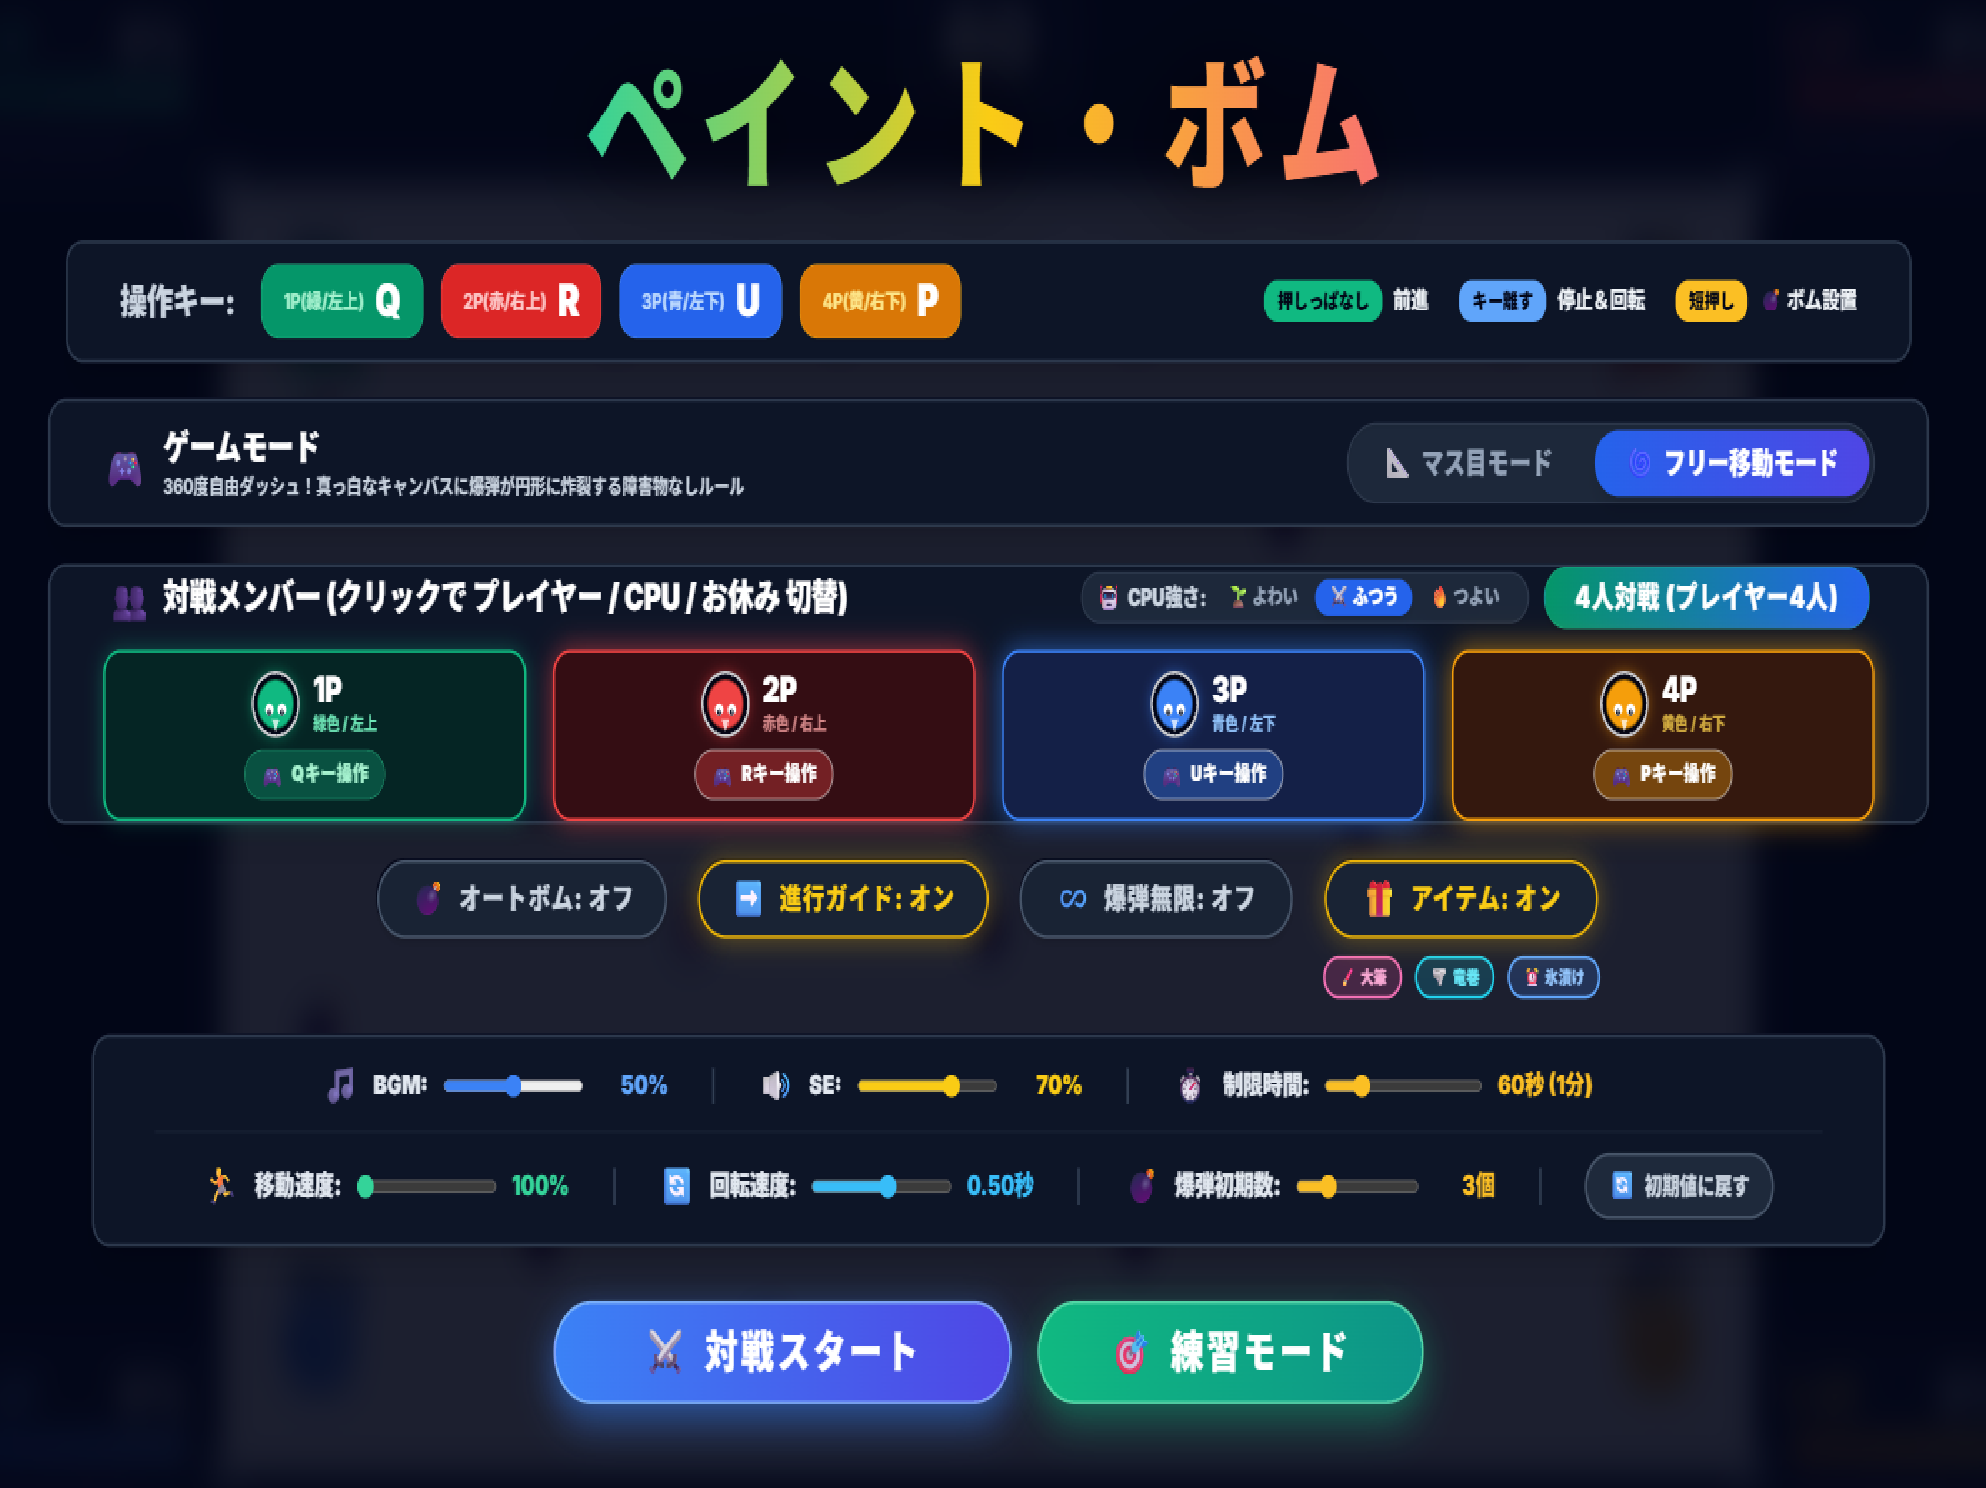 ペイント・ボム
操作キー: 1P(緑/左上) Q 2P(赤/右上) R 3P(青/左下) U 4P(黄/右下) P 押しっぱなし 前進 キー離す 停止＆回転 短押し ボム設置
ゲームモード
360度自由ダッシュ！真っ白なキャンバスに爆弾が円形に炸裂する障害物なしルール
マス目モード フリー移動モード
対戦メンバー (クリックで プレイヤー / CPU / お休み 切替) CPU強さ: よわい ふつう つよい 4人対戦 (プレイヤー4人)
1P 2P 3P 4P
緑色 / 左上 赤色 / 右上 青色 / 左下 黄色 / 右下
Qキー操作 Rキー操作 Uキー操作 Pキー操作
オートボム: オフ 進行ガイド: オン 爆弾無限: オフ アイテム: オン
大筆 竜巻 氷漬け
BGM: 50% SE: 70% 制限時間: 60秒 (1分)
移動速度: 100% 回転速度: 0.50秒 爆弾初期数: 3個 初期値に戻す
対戦スタート 練習モード